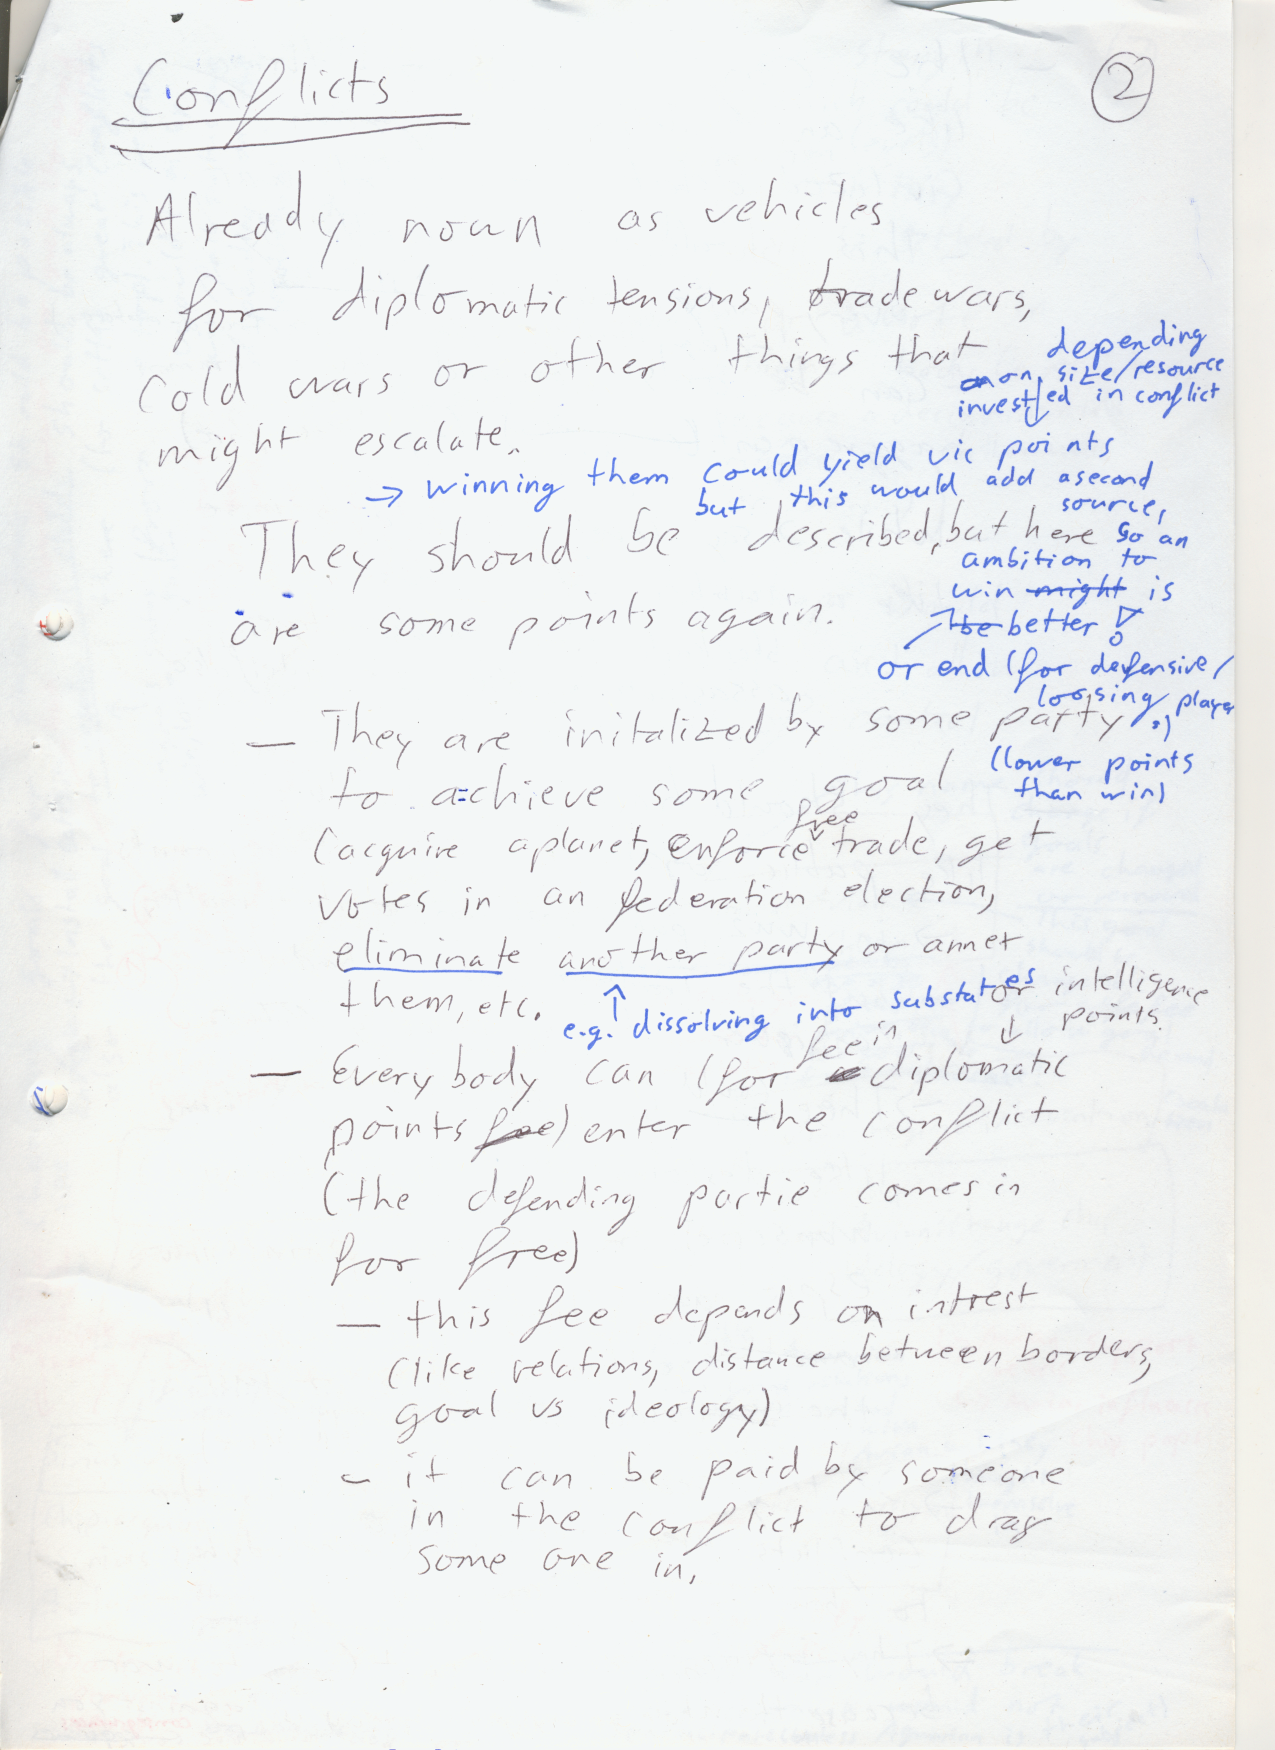 Conflicts
2
Already noun as vehicles
for diplomatic tensions, trade wars,
cold wars or other things that
might escalate.
depending
on size/resource
invested in conflict
→ winning them could yield vic points
but this would add a second
source,
so an
ambition to
win might is
be better!
or end (for defensive/
loosing player
:)
(lower points
than win)
They should be described, but here
are some points again.
— They are initalized by some party
to achieve some goal
(acquire a planet, enforce free trade, get
votes in an federation election,
eliminate another party or annet
them, etc.
↑
e.g. dissolving into substates
or intelligence
↓ points.
— Everybody can (for fee in diplomatic
points fee) enter the conflict
(the defending partie comes in
for free)
— this fee depends on intrest
(like relations, distance between borders,
goal vs ideology)
- it can be paid by someone
in the conflict to drag
some one in.